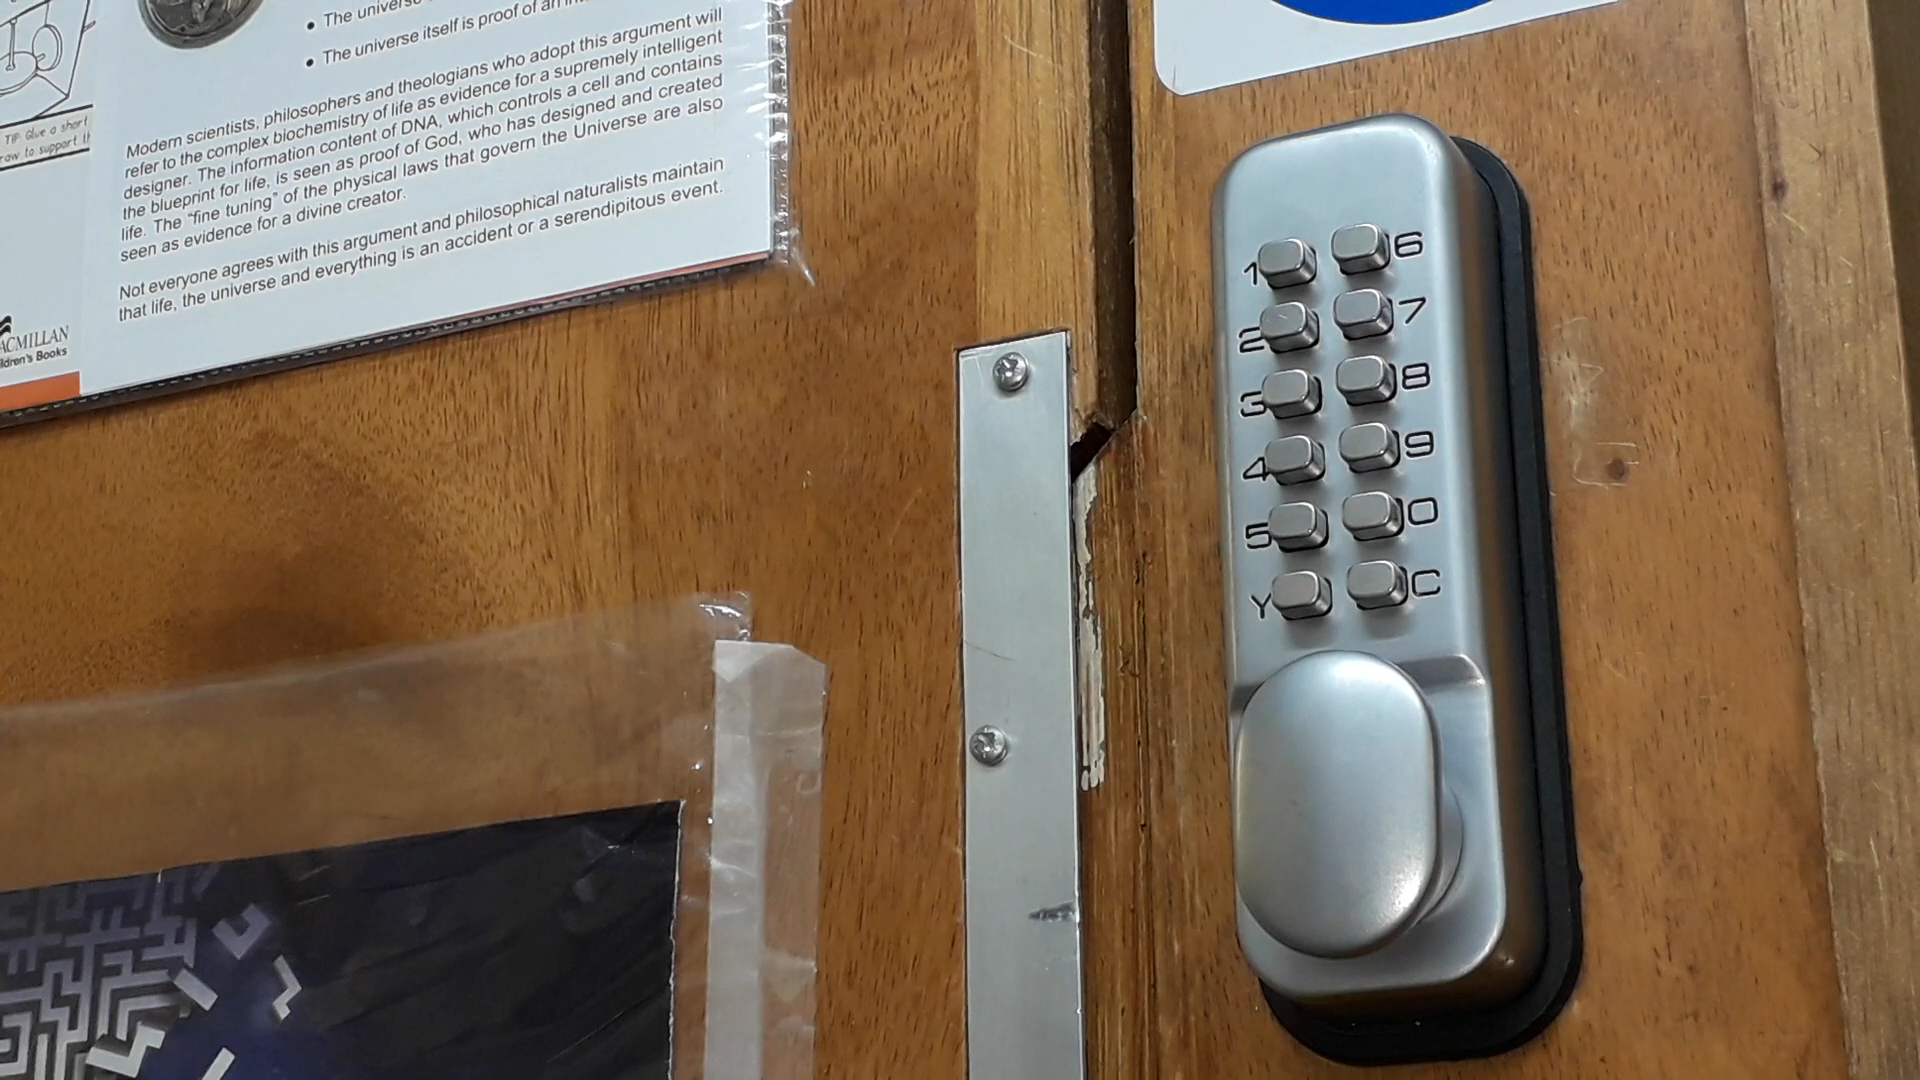 The universe
The universe itself is proof of an
Modern scientists, philosophers and theologians who adopt this argument will
refer to the complex biochemistry of life as evidence for a supremely intelligent
designer. The information content of DNA, which controls a cell and contains
the blueprint for life, is seen as proof of God, who has designed and created
life. The "fine tuning" of the physical laws that govern the Universe are also
seen as evidence for a divine creator.
Not everyone agrees with this argument and philosophical naturalists maintain
that life, the universe and everything is an accident or a serendipitous event.
TIP Glue a short
to support
ACMILLAN
ldren's Books
1 6
2 7
3 8
4 9
5 0
Y C